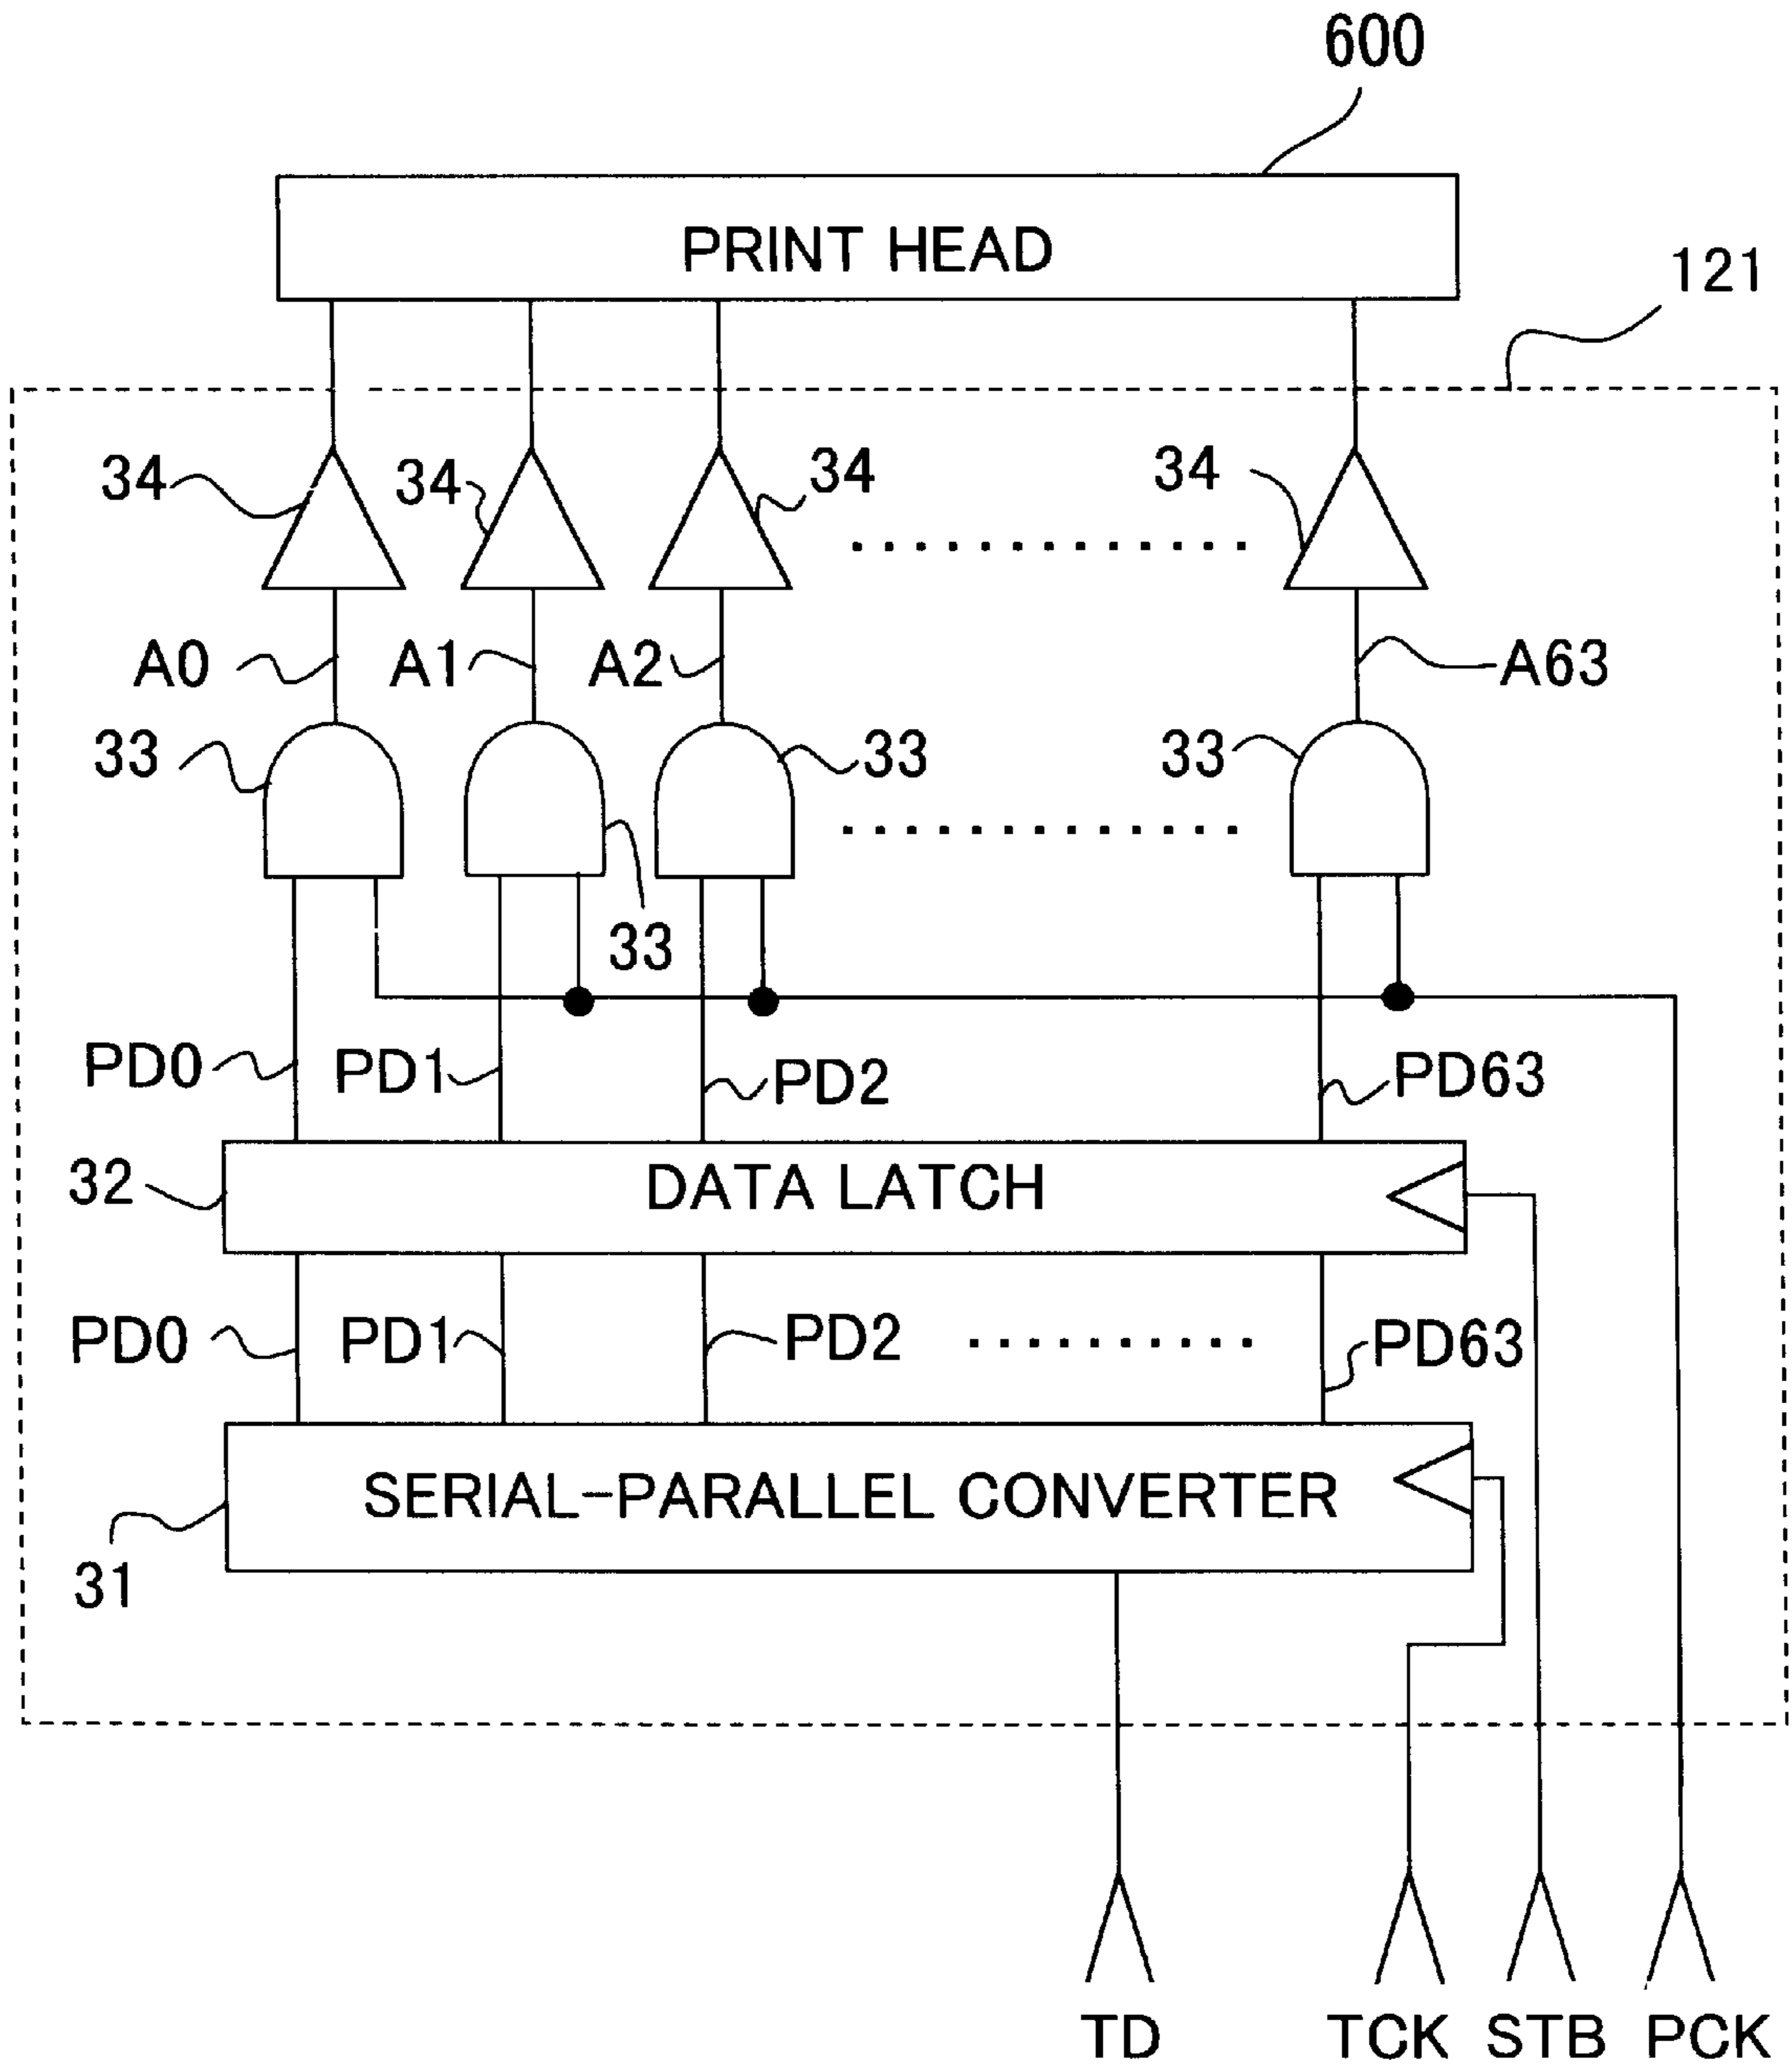 600
PRINT HEAD
121
34 34 34 34
A0 A1 A2 A63
33 33 33
33
PD0 PD1 PD2 PD63
32 DATA LATCH
PD0 PD1 PD2 PD63
SERIAL-PARALLEL CONVERTER
31
TD TCK STB PCK